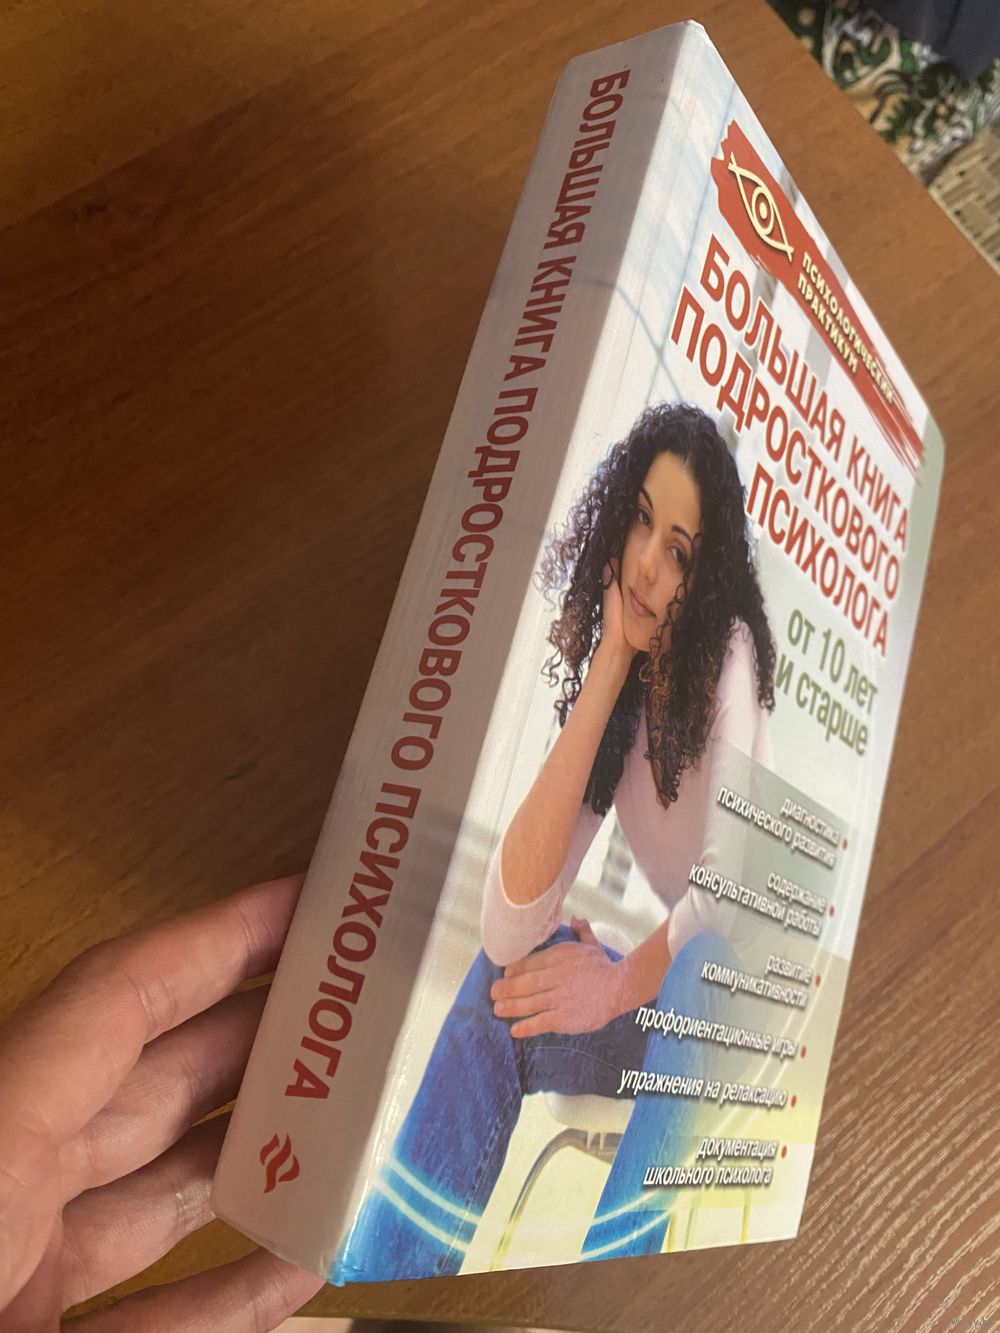 БОЛЬШАЯ КНИГА ПОДРОСТКОВОГО ПСИХОЛОГА
ПСИХОЛОГИЧЕСКИЙ
ПРАКТИКУМ
БОЛЬШАЯ КНИГА
ПОДРОСТКОВОГО
ПСИХОЛОГА
от 10 лет
и старше
диагностика
психического развития
содержание
консультативной работы
развитие
коммуникативности
профориентационные игры
упражнения на релаксацию
документация
школьного психолога